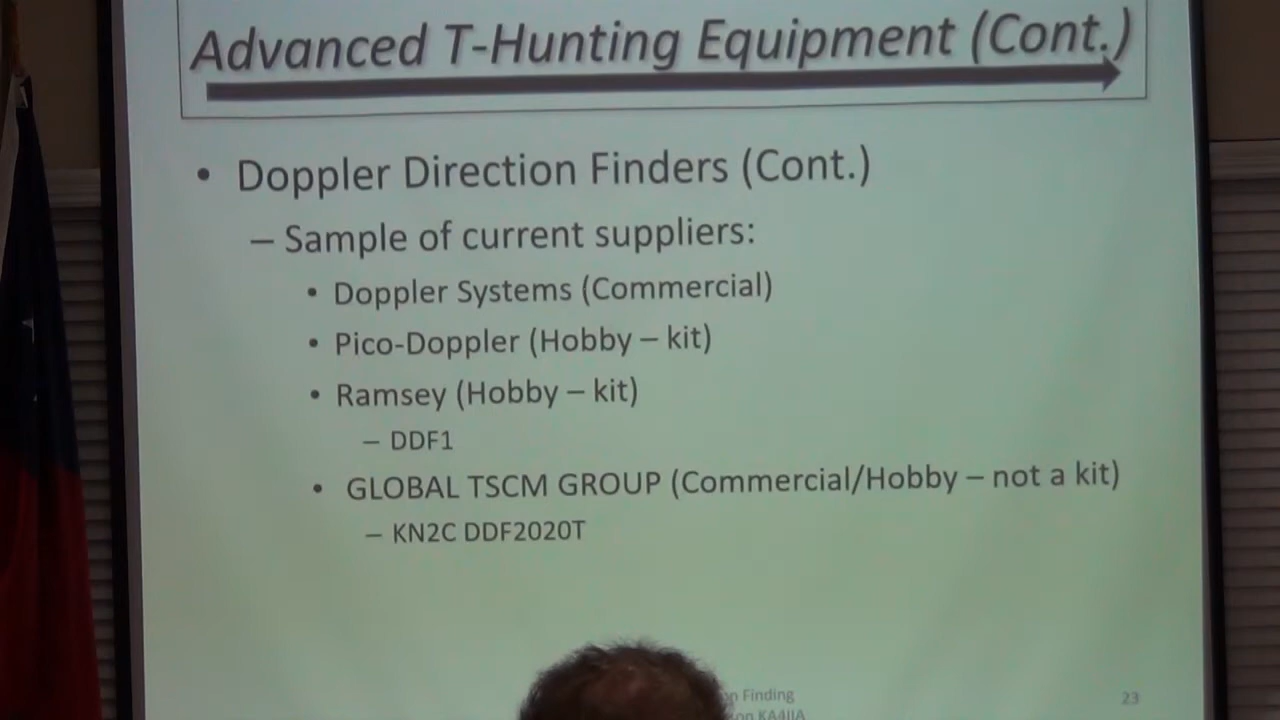 Advanced T-Hunting Equipment (Cont.)
• Doppler Direction Finders (Cont.)
– Sample of current suppliers:
• Doppler Systems (Commercial)
• Pico-Doppler (Hobby – kit)
• Ramsey (Hobby – kit)
– DDF1
• GLOBAL TSCM GROUP (Commercial/Hobby – not a kit)
– KN2C DDF2020T
Finding
23